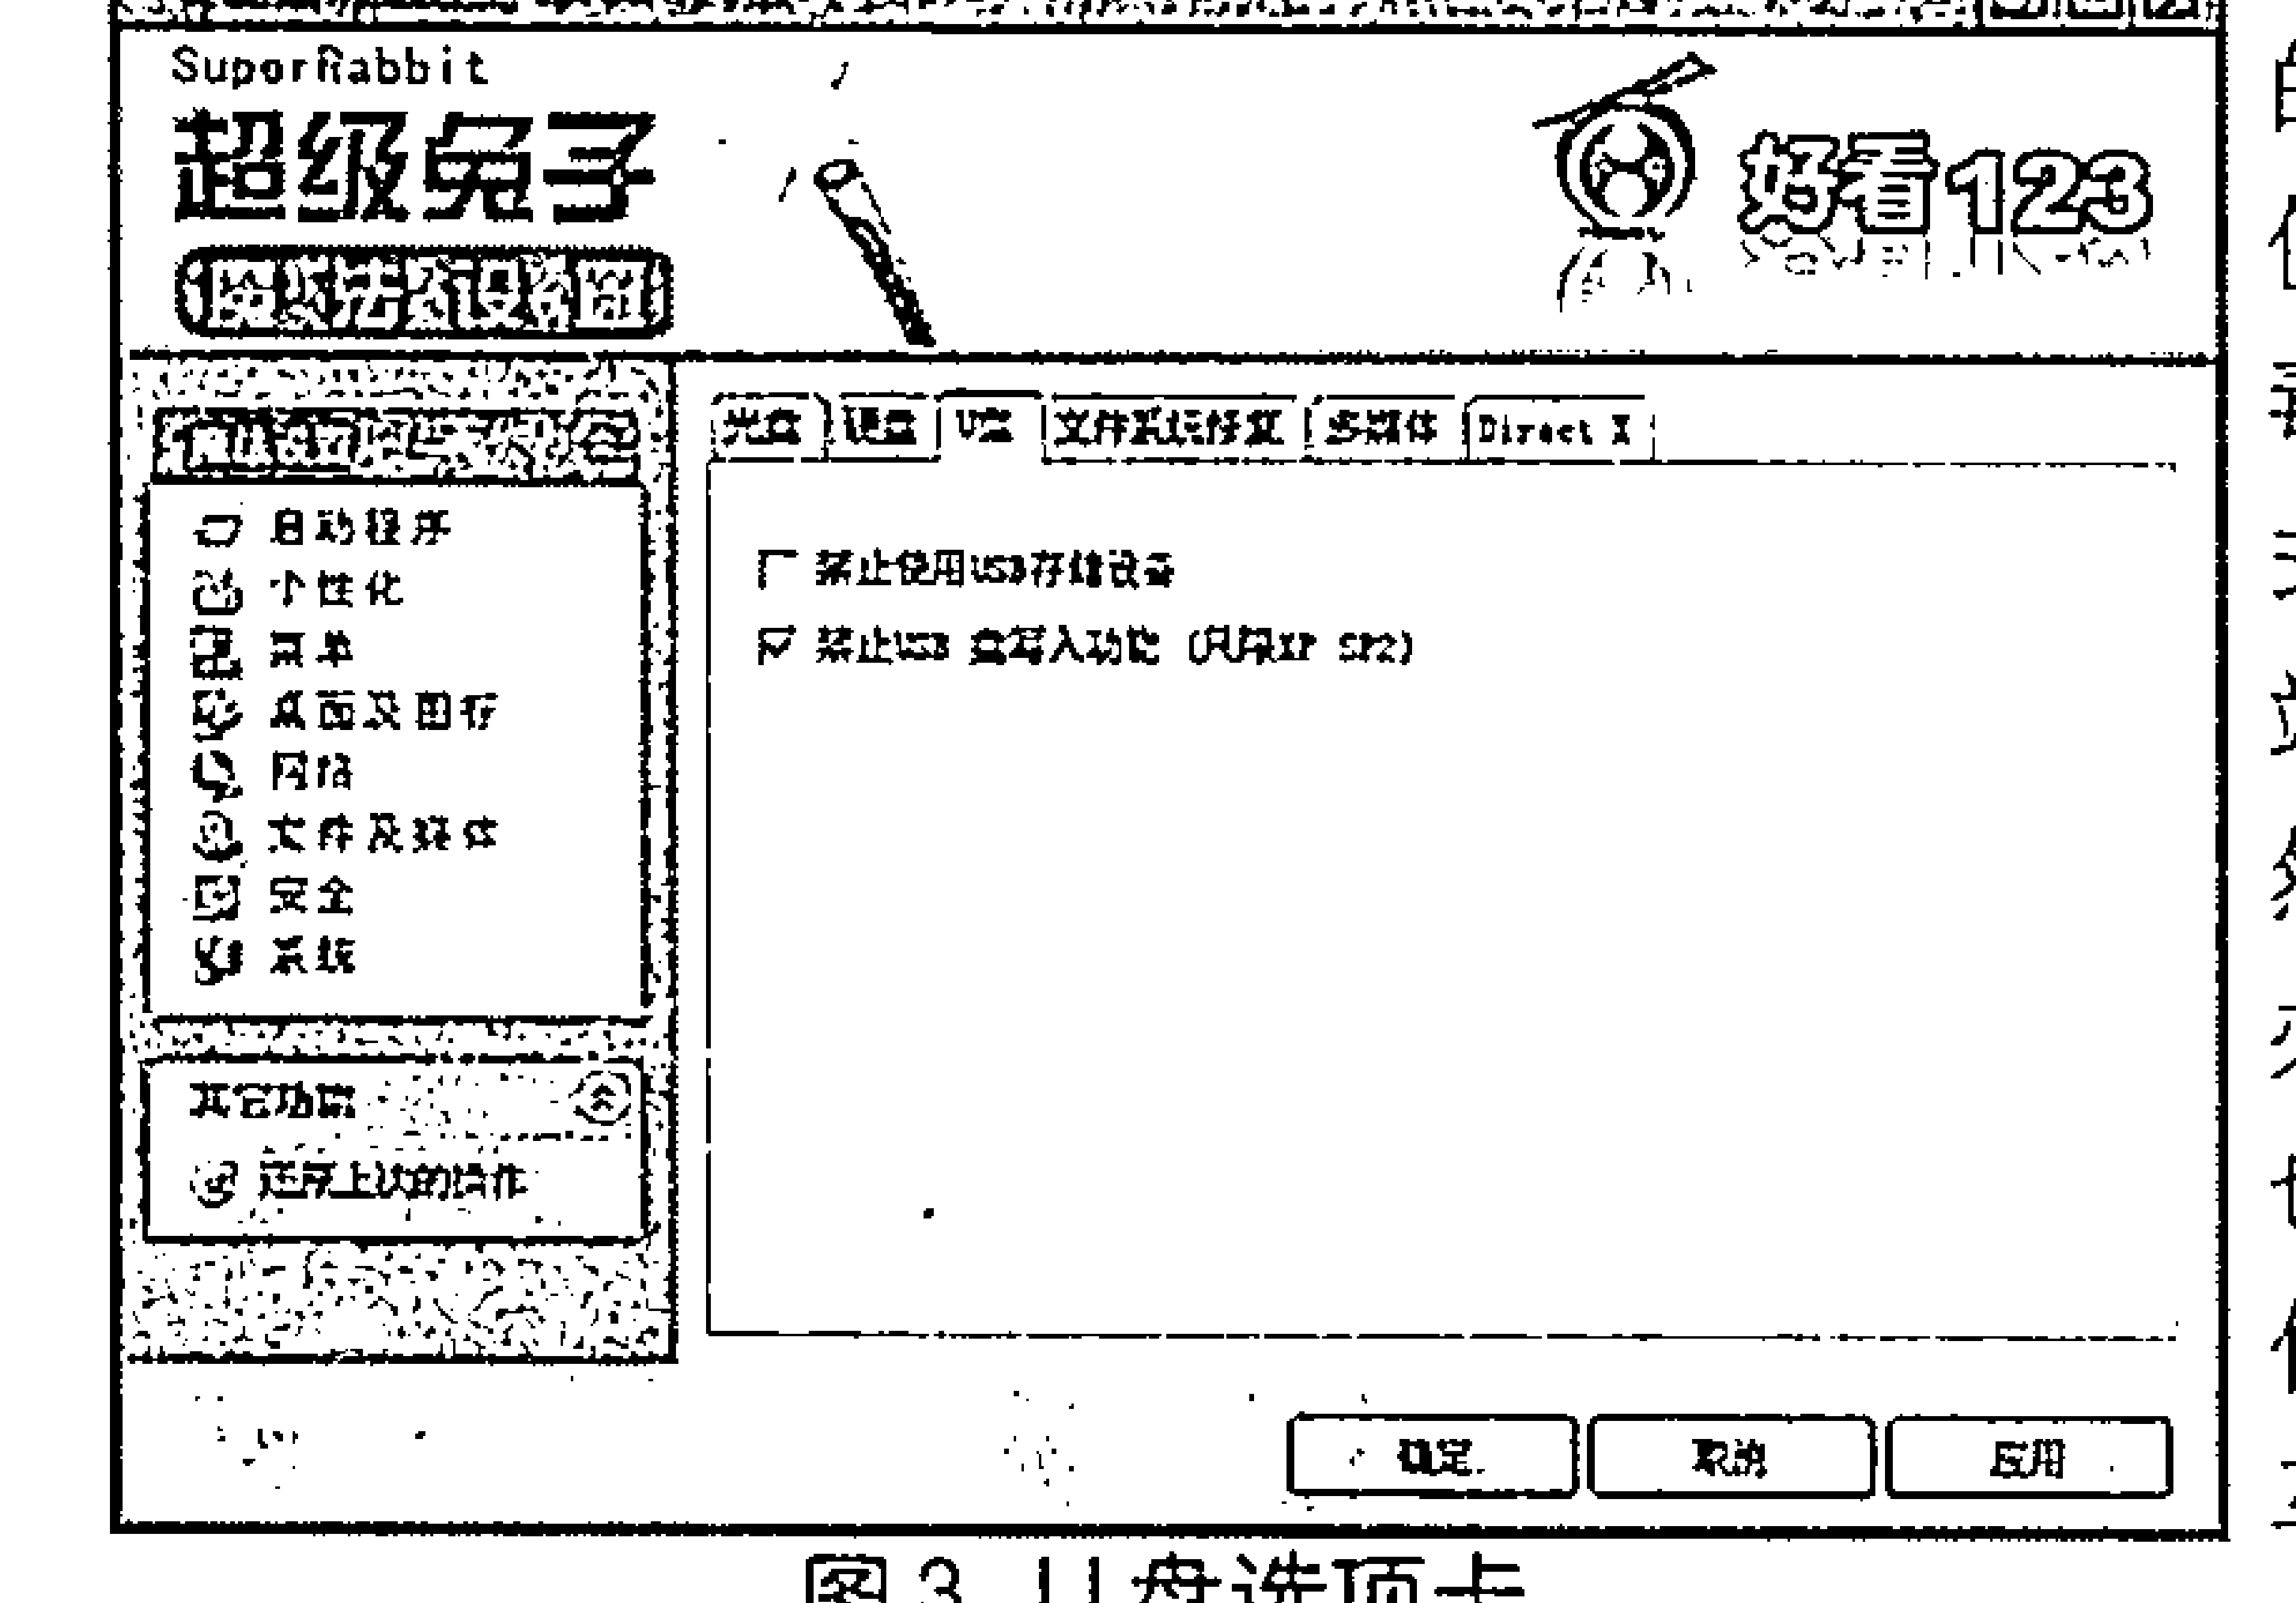 SuperRabbit
超级兔子
魔法设置
好看123
光盘 硬盘 U盘 文件系统修复 多媒体 Direct X
启动程序
个性化
菜单
桌面及图标
网络
文件及媒体
安全
系统
其它功能
还原上次的操作
禁止使用USB存储设备
禁止USB 盘写入功能 (只限XP SP2)
确定 取消 应用
图 3 U盘选项卡